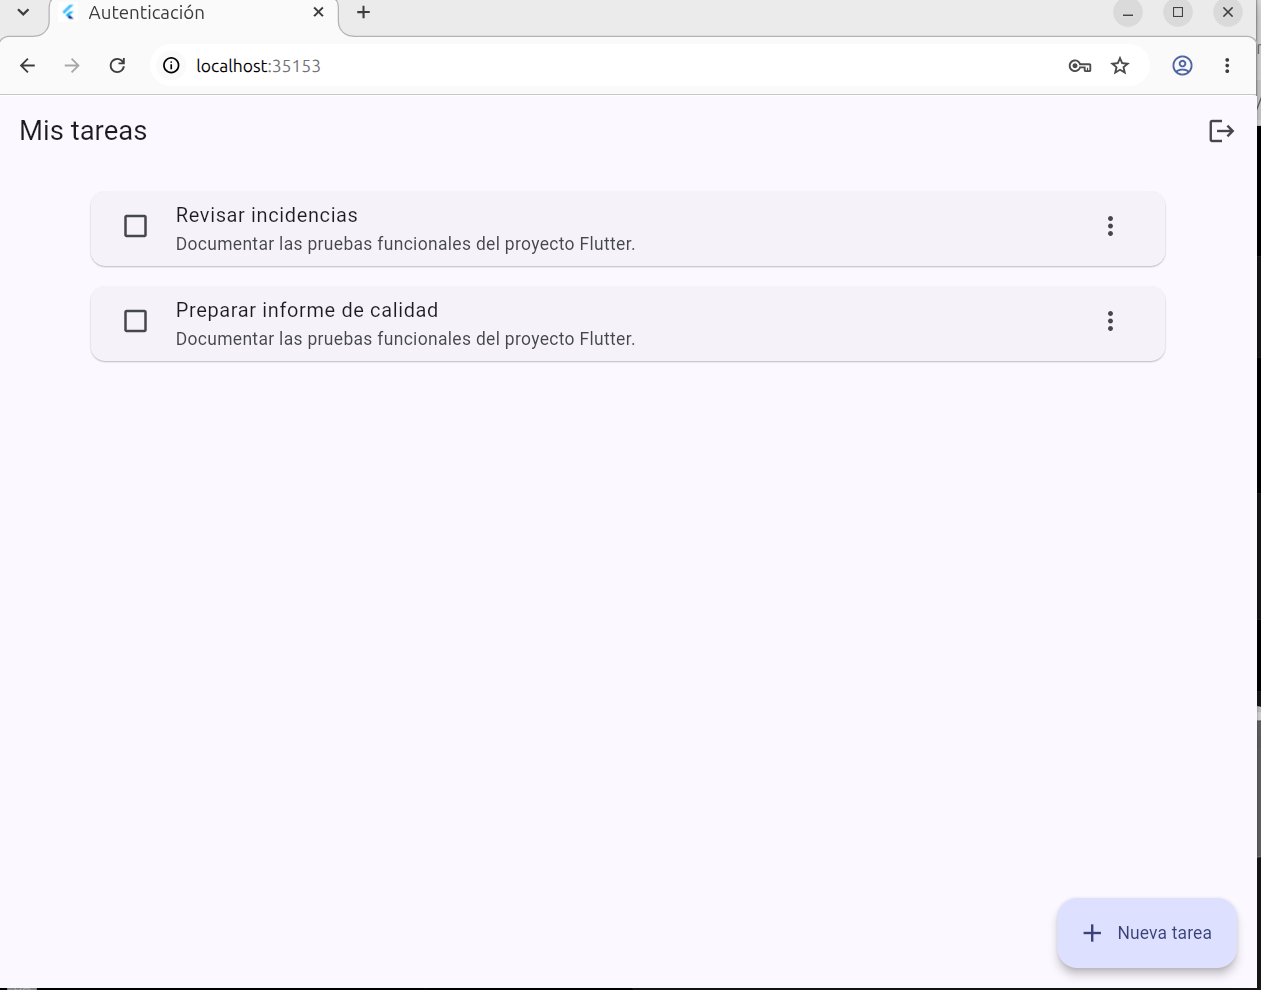 Autenticación
localhost:35153
Mis tareas
Revisar incidencias
Documentar las pruebas funcionales del proyecto Flutter.
Preparar informe de calidad
Documentar las pruebas funcionales del proyecto Flutter.
Nueva tarea